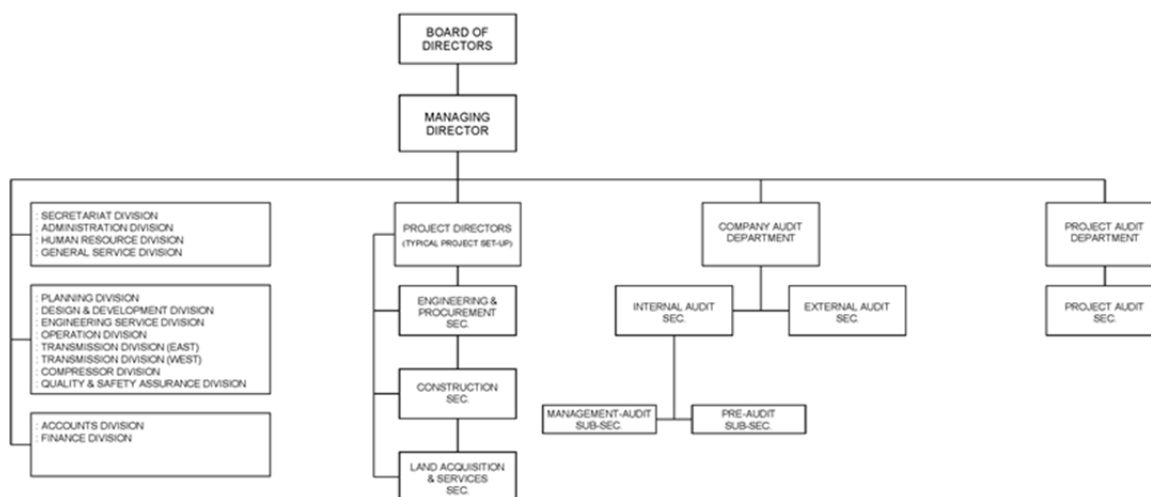 BOARD OF
DIRECTORS
MANAGING
DIRECTOR
: SECRETARIAT DIVISION
: ADMINISTRATION DIVISION
: HUMAN RESOURCE DIVISION
: GENERAL SERVICE DIVISION
: PLANNING DIVISION
: DESIGN & DEVELOPMENT DIVISION
: ENGINEERING SERVICE DIVISION
: OPERATION DIVISION
: TRANSMISSION DIVISION (EAST)
: TRANSMISSION DIVISION (WEST)
: COMPRESSOR DIVISION
: QUALITY & SAFETY ASSURANCE DIVISION
: ACCOUNTS DIVISION
: FINANCE DIVISION
PROJECT DIRECTORS
(TYPICAL PROJECT SET-UP)
ENGINEERING &
PROCUREMENT
SEC.
CONSTRUCTION
SEC.
LAND ACQUISITION
& SERVICES
SEC.
COMPANY AUDIT
DEPARTMENT
INTERNAL AUDIT
SEC.
EXTERNAL AUDIT
SEC.
MANAGEMENT-AUDIT
SUB-SEC.
PRE-AUDIT
SUB-SEC.
PROJECT AUDIT
DEPARTMENT
PROJECT AUDIT
SEC.